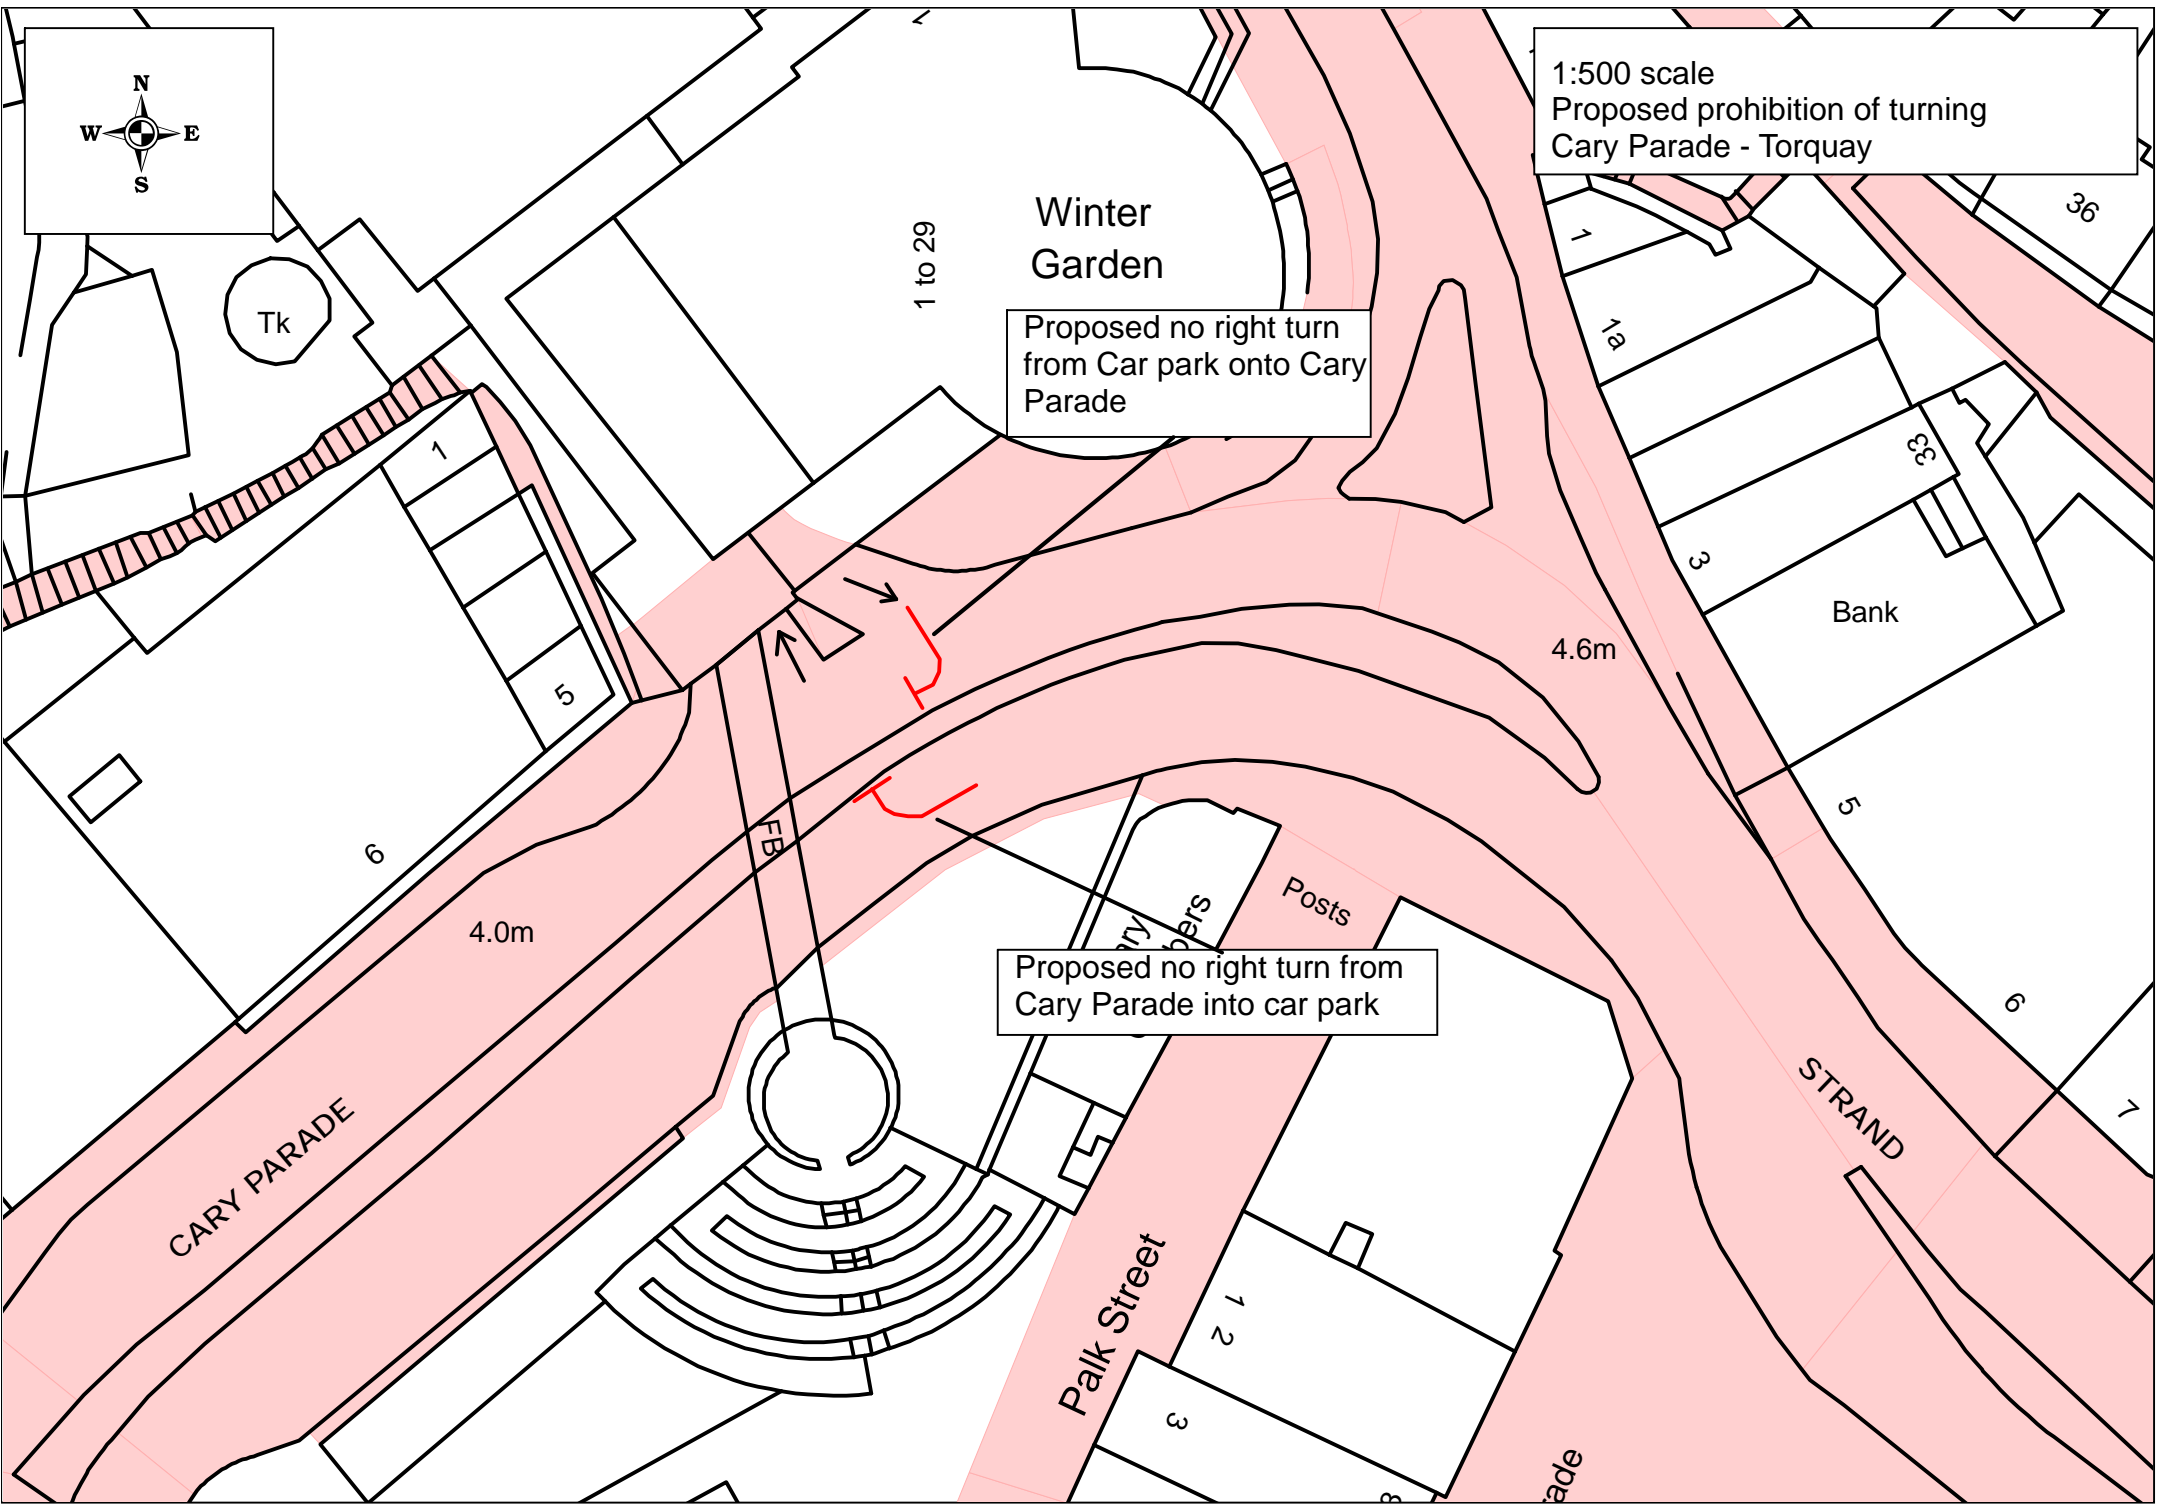 N
W E
S
1:500 scale
Proposed prohibition of turning
Cary Parade - Torquay
36
Tk
1 to 29
Winter
Garden
1
1a
Proposed no right turn
from Car park onto Cary
Parade
33
1
3
Bank
4.6m
5
5
6
FB
Posts
4.0m
Proposed no right turn from
Cary Parade into car park
6
7
STRAND
CARY PARADE
Palk Street
1
2
3